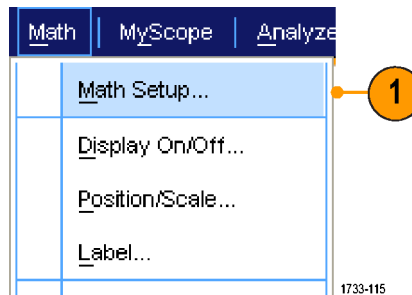 Math | MyScope | Analyze
Math Setup...
1
Display On/Off...
Position/Scale...
Label...
1733-115